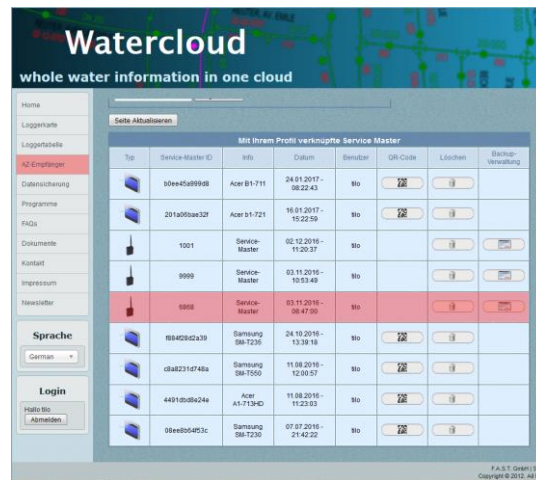 Watercloud
whole water information in one cloud
Home
Loggerkarte
Loggertabelle
AZ-Empfänger
Datensicherung
Programme
FAQs
Dokumente
Kontakt
Impressum
Newsletter
Sprache
German
Login
Hallo tilo
Abmelden
Seite Aktualisieren
Mit Ihrem Profil verknüpfte Service Master
Typ Service-Master ID Info Datum Benutzer QR-Code Löschen Backup-Verwaltung
b0ee45a999d8 Acer B1-711 24.01.2017 - 08:22:43 tilo
201a06bae32f Acer b1-721 16.01.2017 - 15:22:59 tilo
1001 Service-Master 02.12.2016 - 11:20:37 tilo
9999 Service-Master 03.11.2016 - 10:53:49 tilo
Service-Master 03.11.2016 - 08:47:00 tilo
f884f28d2a39 Samsung SM-T235 24.10.2016 - 13:39:18 tilo
c8a8231d748a Samsung SM-T550 11.08.2016 - 12:00:57 tilo
4491dbd8e24e Acer A1-713HD 11.08.2016 - 11:23:03 tilo
08ee8b64f53c Samsung SM-T230 07.07.2016 - 21:42:22 tilo
F.A.S.T. GmbH |
Copyright © 2012. All